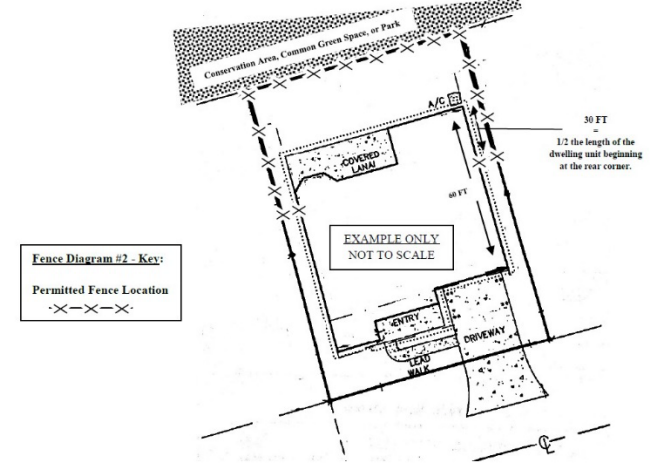 Conservation Area, Common Green Space, or Park
A/C
30 FT
=
1/2 the length of the
dwelling unit beginning
at the rear corner.
COVERED
LANAI
60 FT
EXAMPLE ONLY
NOT TO SCALE
Fence Diagram #2 - Key:
Permitted Fence Location
-X-X-X-
ENTRY
DRIVEWAY
LEAD
WALK